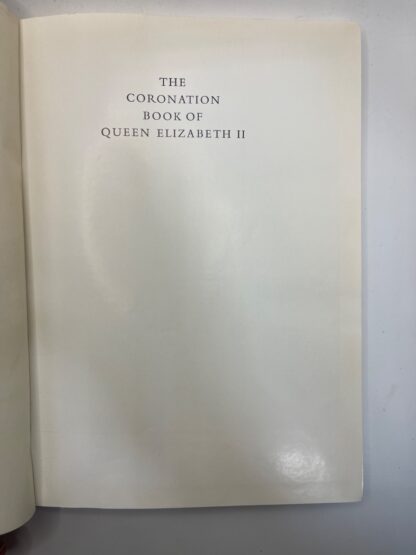 THE
CORONATION
BOOK OF
QUEEN ELIZABETH II